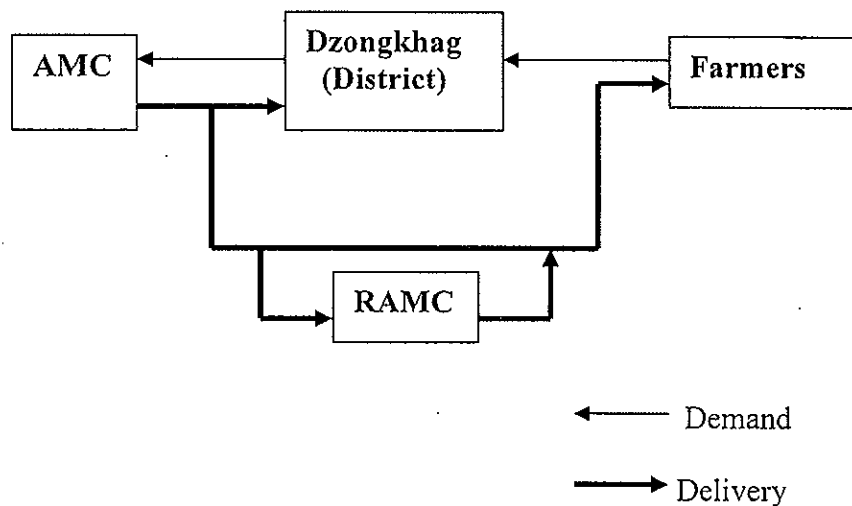 AMC
Dzongkhag
(District)
Farmers
RAMC
Demand
Delivery